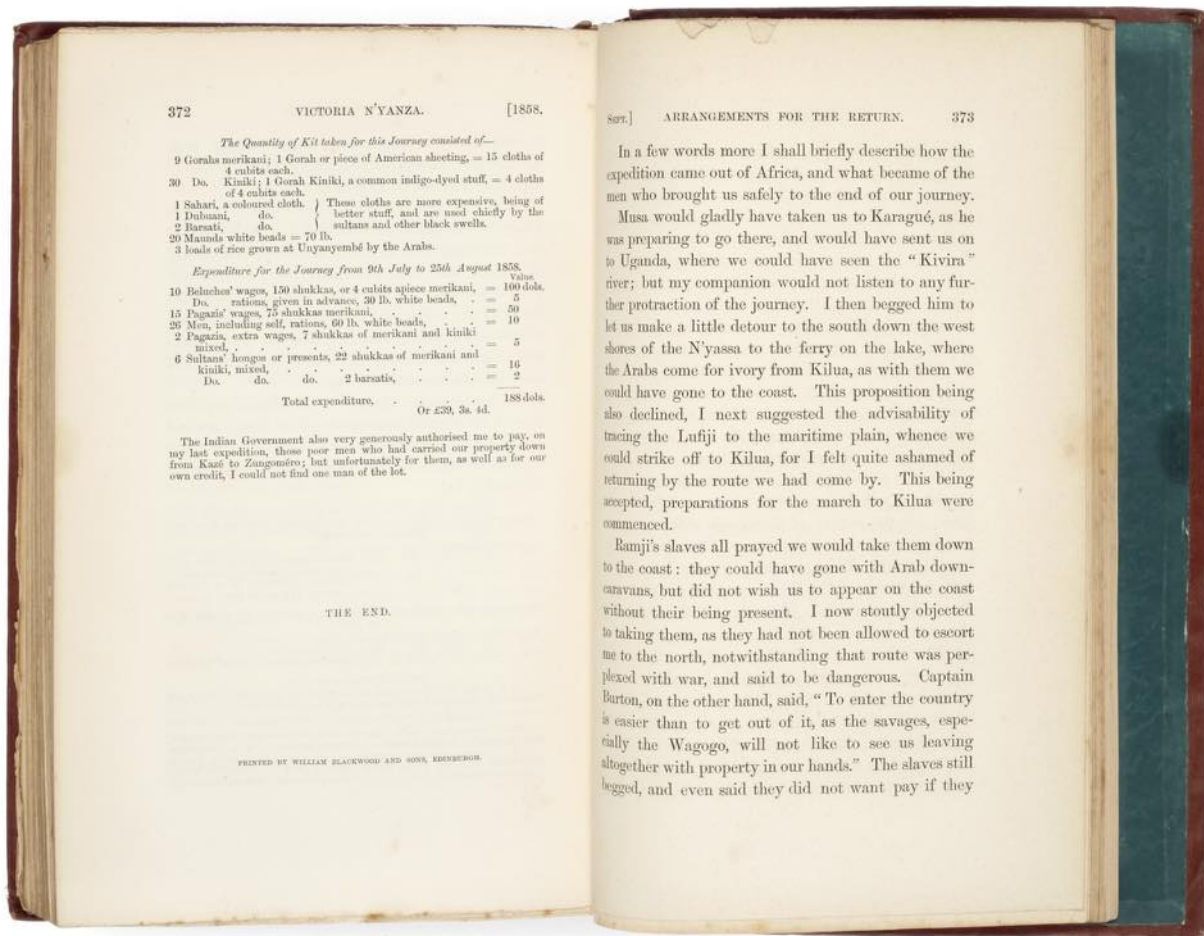 372 VICTORIA N'YANZA. [1858.
The Quantity of Kit taken for this Journey consisted of—
9 Gorahs merikani; 1 Gorah or piece of American sheeting, = 15 cloths of
4 cubits each.
30 Do. Kiniki; 1 Gorah Kiniki, a common indigo-dyed stuff, = 4 cloths
of 4 cubits each.
1 Sahari, a coloured cloth. } These cloths are more expensive, being of
1 Dubuani, do. } better stuff, and are used chiefly by the
2 Barsati, do. } sultans and other black swells.
20 Maunds white beads = 70 lb.
3 loads of rice grown at Unyanyembé by the Arabs.
Expenditure for the Journey from 9th July to 25th August 1858.
Value.
10 Beluches' wages, 150 shukkas, or 4 cubits apiece merikani, = 100 dols.
Do. rations, given in advance, 30 lb. white beads, . = 5
15 Pagazis' wages, 75 shukkas merikani, . . . . = 50
26 Men, including self, rations, 60 lb. white beads, . . = 10
2 Pagazis, extra wages, 7 shukkas of merikani and kiniki
mixed, . . . . . . . . = 5
6 Sultans' hongos or presents, 22 shukkas of merikani and
kiniki, mixed, . . . . . . . = 16
Do. do. do. 2 barsatis, . . . = 2
Total expenditure, . . . . 188 dols.
Or £39, 3s. 4d.
The Indian Government also very generously authorised me to pay, on
my last expedition, those poor men who had carried our property down
from Kazé to Zungoméro; but unfortunately for them, as well as for our
own credit, I could not find one man of the lot.
THE END.
PRINTED BY WILLIAM BLACKWOOD AND SONS, EDINBURGH.
SEPT.] ARRANGEMENTS FOR THE RETURN. 373
In a few words more I shall briefly describe how the
expedition came out of Africa, and what became of the
men who brought us safely to the end of our journey.
Musa would gladly have taken us to Karagué, as he
was preparing to go there, and would have sent us on
to Uganda, where we could have seen the “Kivira”
river; but my companion would not listen to any fur-
ther protraction of the journey. I then begged him to
let us make a little detour to the south down the west
shores of the N'yassa to the ferry on the lake, where
the Arabs come for ivory from Kilua, as with them we
could have gone to the coast. This proposition being
also declined, I next suggested the advisability of
tracing the Lufiji to the maritime plain, whence we
could strike off to Kilua, for I felt quite ashamed of
returning by the route we had come by. This being
accepted, preparations for the march to Kilua were
commenced.
Ramji's slaves all prayed we would take them down
to the coast: they could have gone with Arab down-
caravans, but did not wish us to appear on the coast
without their being present. I now stoutly objected
to taking them, as they had not been allowed to escort
me to the north, notwithstanding that route was per-
plexed with war, and said to be dangerous. Captain
Burton, on the other hand, said, “To enter the country
is easier than to get out of it, as the savages, espe-
cially the Wagogo, will not like to see us leaving
altogether with property in our hands.” The slaves still
begged, and even said they did not want pay if they